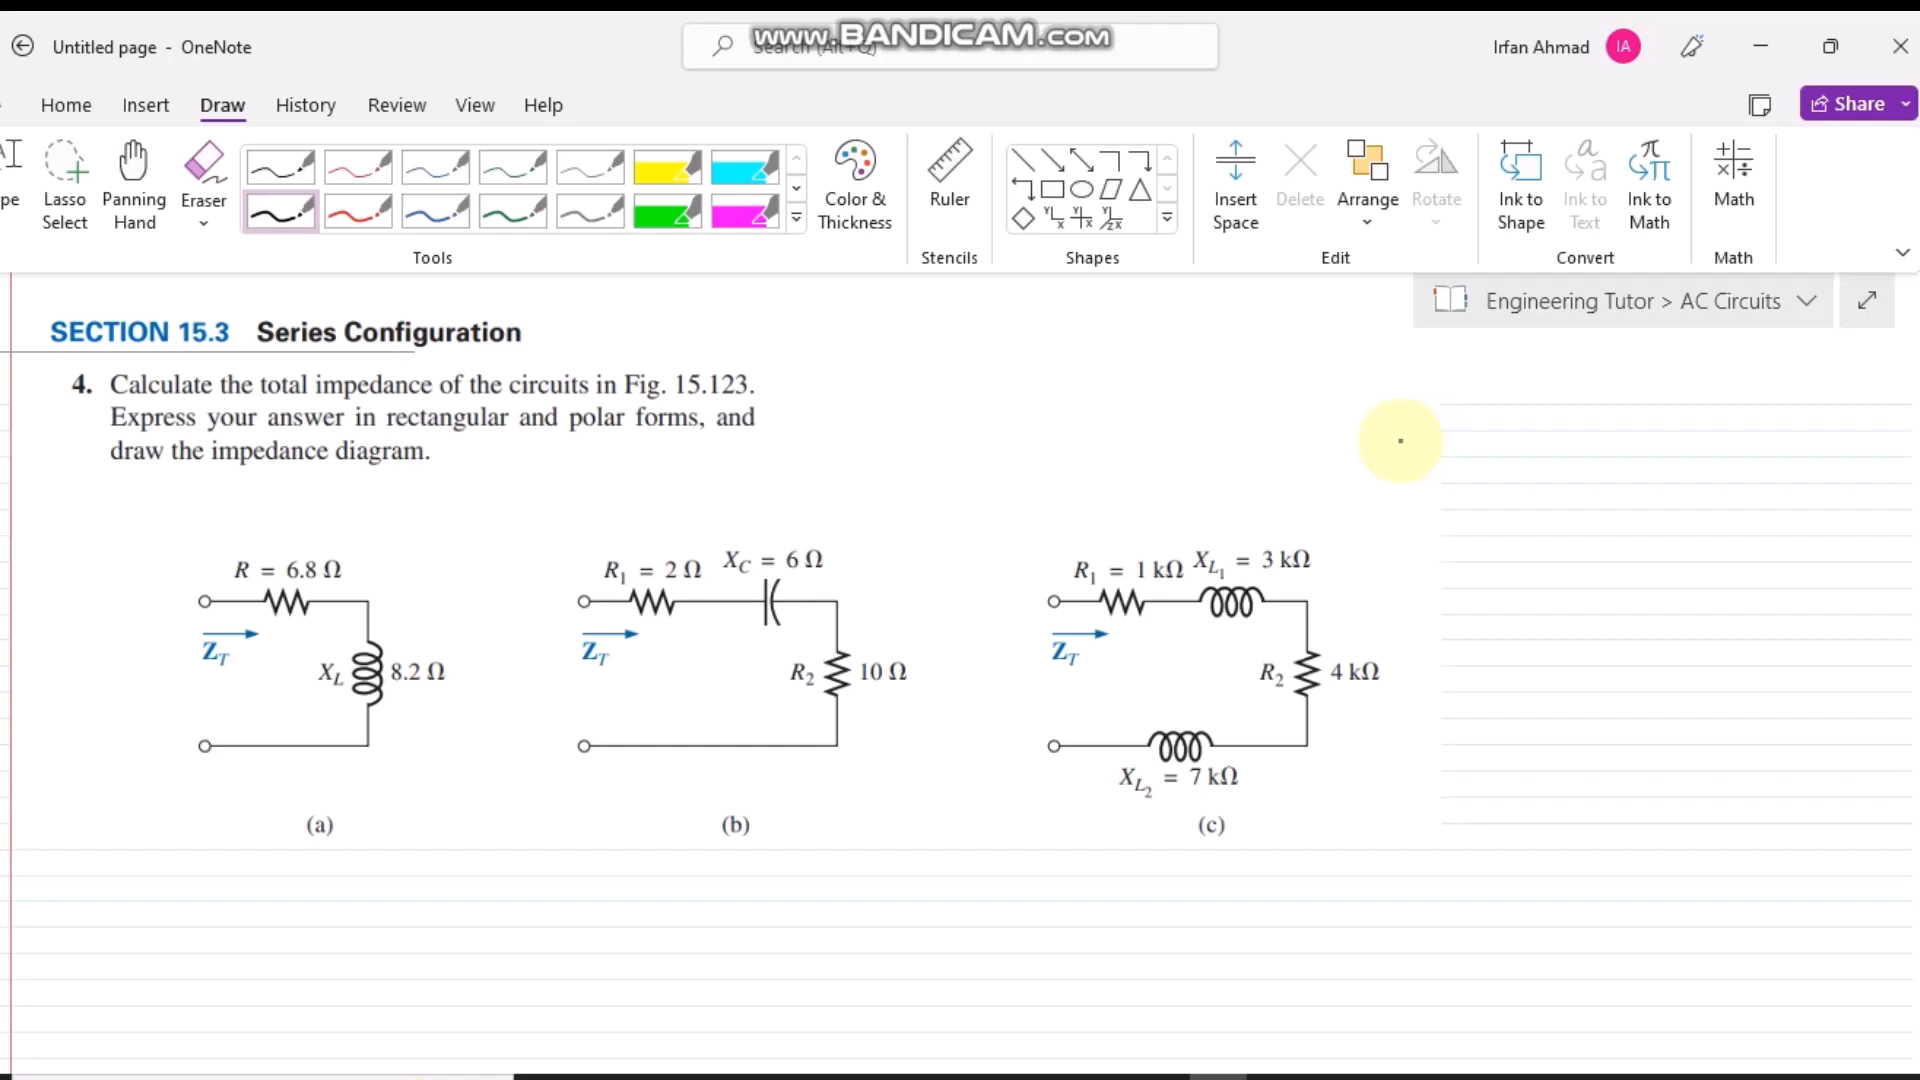 www.BANDICAM.com
Untitled page - OneNote
Search (Alt+Q)
Irfan Ahmad
IA
Home
Insert
Draw
History
Review
View
Help
Share
Lasso
Select
Panning
Hand
Eraser
Color &
Thickness
Ruler
Insert
Space
Delete
Arrange
Rotate
Ink to
Shape
Ink to
Text
Ink to
Math
Math
Tools
Stencils
Shapes
Edit
Convert
Math
Engineering Tutor > AC Circuits
SECTION 15.3 Series Configuration
4. Calculate the total impedance of the circuits in Fig. 15.123.
Express your answer in rectangular and polar forms, and
draw the impedance diagram.
R = 6.8 Ω
Z_T
X_L 8.2 Ω
(a)
R_1 = 2 Ω
X_C = 6 Ω
Z_T
R_2 10 Ω
(b)
R_1 = 1 kΩ
X_L1 = 3 kΩ
Z_T
R_2 4 kΩ
X_L2 = 7 kΩ
(c)